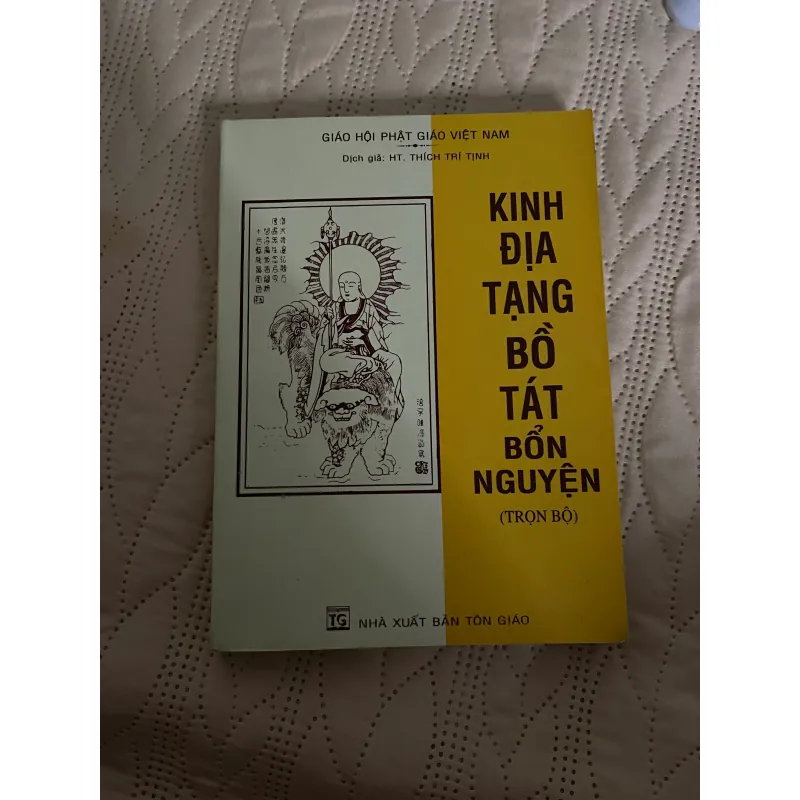 GIÁO HỘI PHẬT GIÁO VIỆT NAM
Dịch giả: HT. THÍCH TRÍ TỊNH
KINH
ĐỊA
TẠNG
BỒ
TÁT
BỔN
NGUYỆN
(TRỌN BỘ)
TG NHÀ XUẤT BẢN TÔN GIÁO